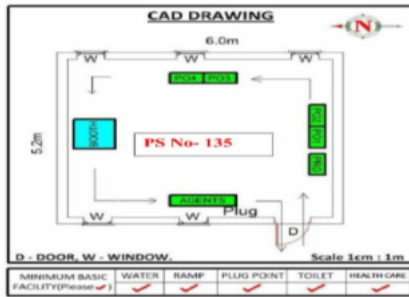 CAD DRAWING
N
6.0m
W W W
PO4 PO3
5.2m
BOOTH
PS No- 135
PO2
PO1
PRO
AGENTS
Plug
W W
D
D - DOOR, W - WINDOW. Scale 1cm : 1m
MINIMUM BASIC FACILITY(Please✓) WATER RAMP PLUG POINT TOILET HEALTH CARE